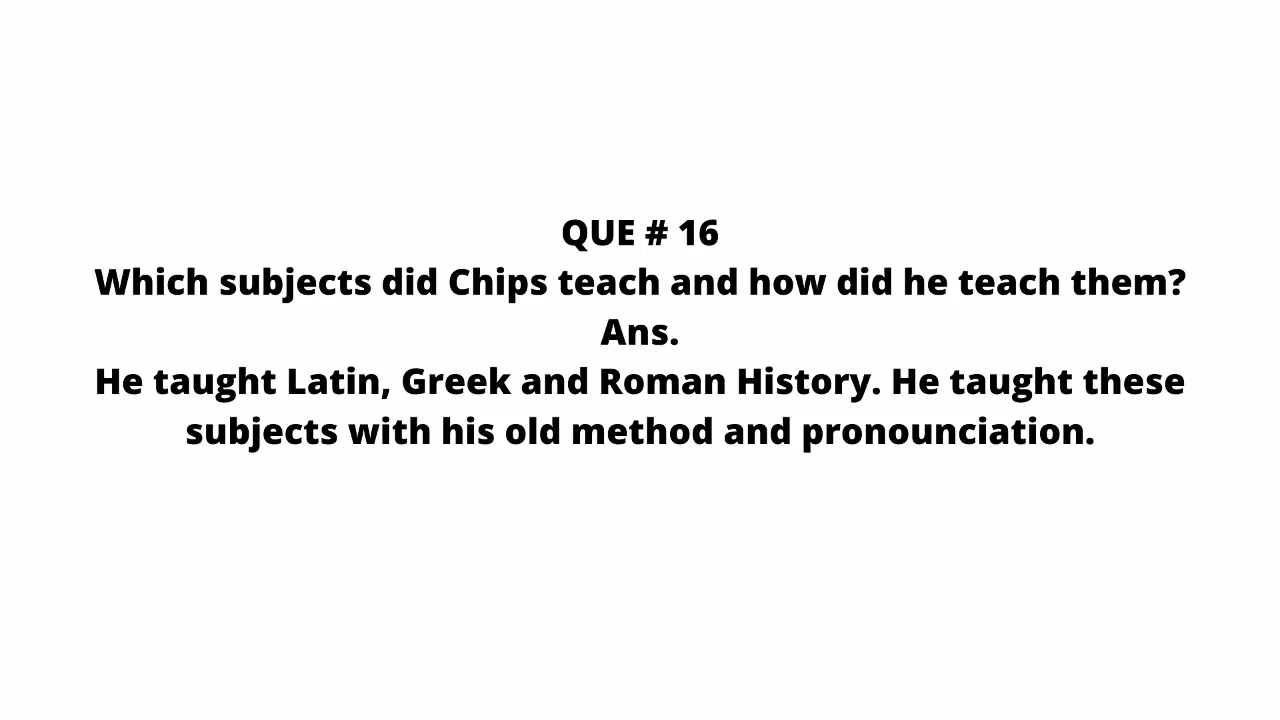 QUE # 16
Which subjects did Chips teach and how did he teach them?
Ans.
He taught Latin, Greek and Roman History. He taught these
subjects with his old method and pronounciation.